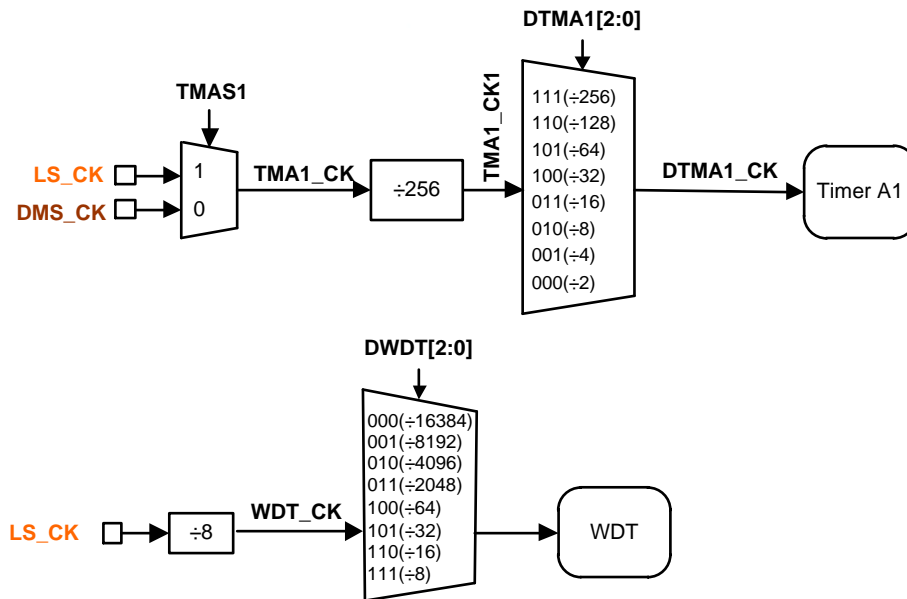 DTMA1[2:0]
TMAS1
TMA1_CK1
111(÷256)
110(÷128)
101(÷64)
100(÷32)
011(÷16)
010(÷8)
001(÷4)
000(÷2)
LS_CK
DMS_CK
1
0
TMA1_CK
÷256
DTMA1_CK
Timer A1
DWDT[2:0]
000(÷16384)
001(÷8192)
010(÷4096)
011(÷2048)
100(÷64)
101(÷32)
110(÷16)
111(÷8)
LS_CK
÷8
WDT_CK
WDT